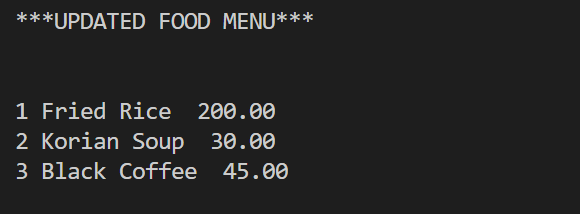 ***UPDATED FOOD MENU***
1 Fried Rice  200.00
2 Korian Soup  30.00
3 Black Coffee  45.00